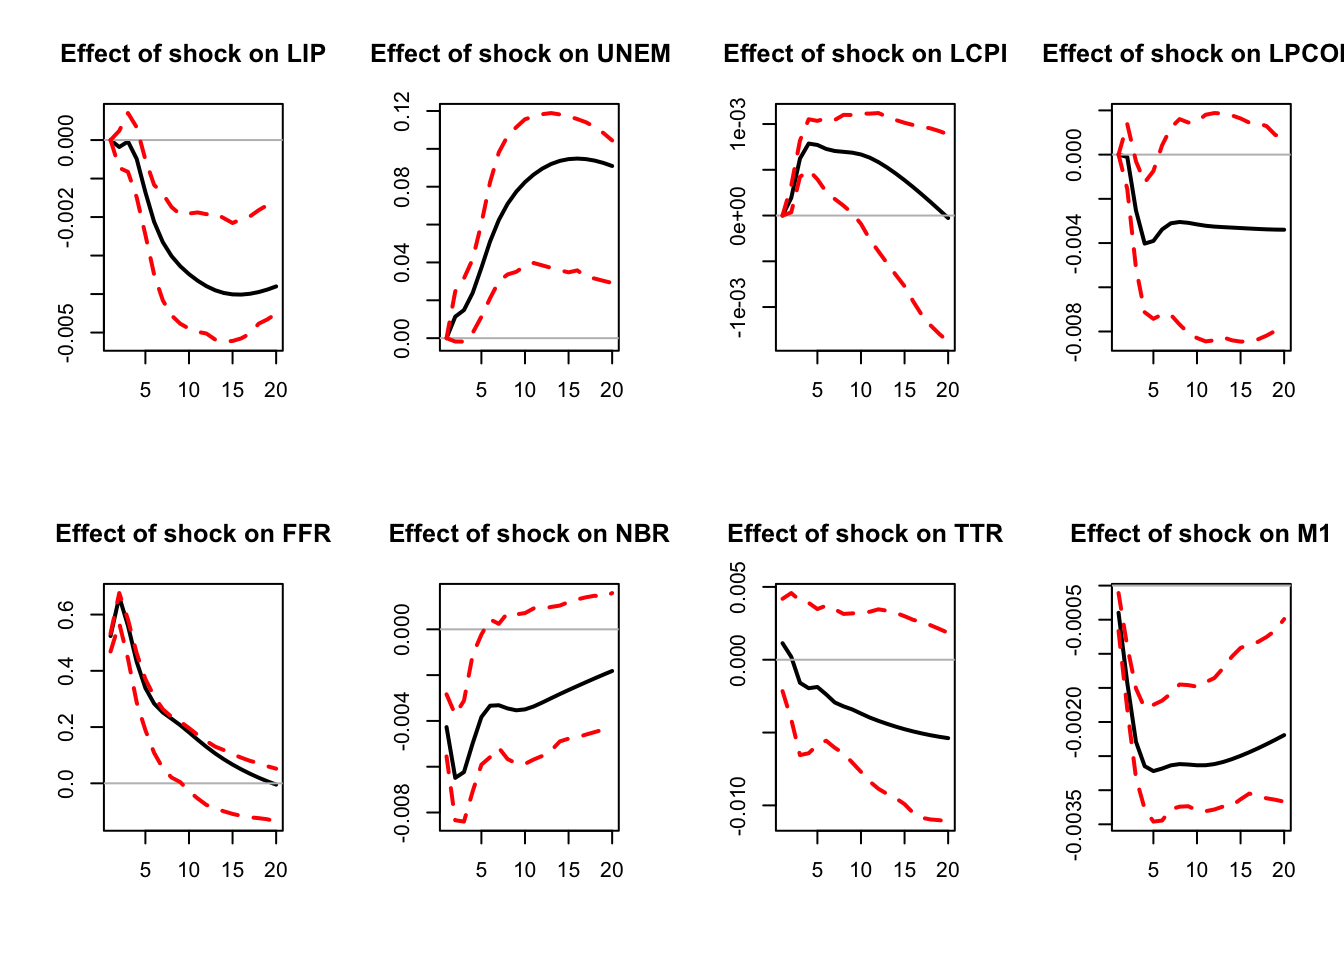 Effect of shock on LIP
0.000
-0.002
-0.005
5 10 15 20
Effect of shock on UNEM
0.12
0.08
0.04
0.00
5 10 15 20
Effect of shock on LCPI
1e-03
0e+00
-1e-03
5 10 15 20
Effect of shock on LPCOM
0.000
-0.004
-0.008
5 10 15 20
Effect of shock on FFR
0.6
0.4
0.2
0.0
5 10 15 20
Effect of shock on NBR
0.000
-0.004
-0.008
5 10 15 20
Effect of shock on TTR
0.005
0.000
-0.010
5 10 15 20
Effect of shock on M1
-0.0005
-0.0020
-0.0035
5 10 15 20